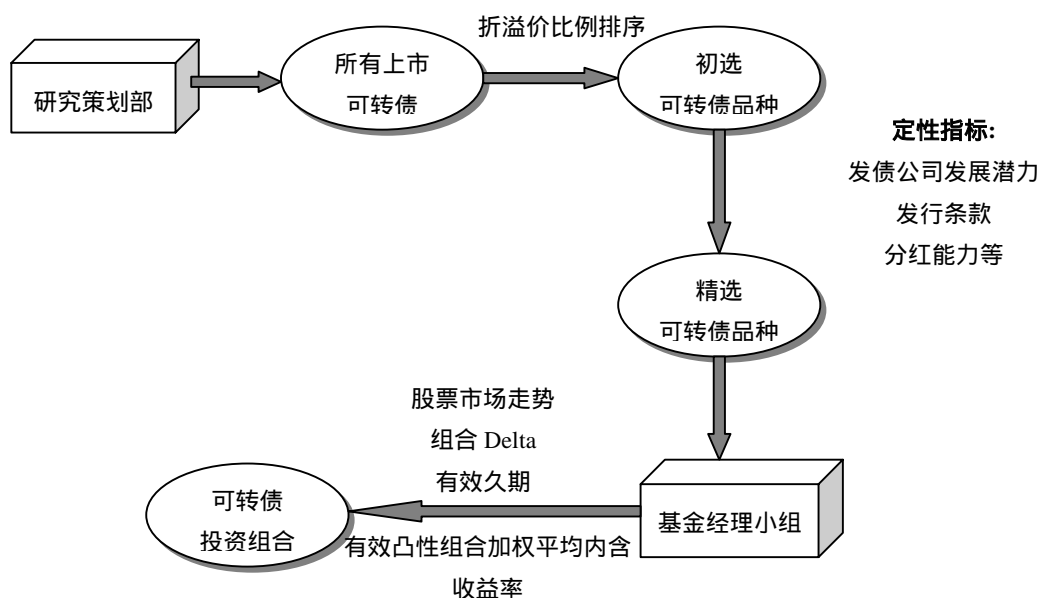 折溢价比例排序
研究策划部
所有上市
可转债
初选
可转债品种
定性指标:
发债公司发展潜力
发行条款
分红能力等
精选
可转债品种
股票市场走势
组合 Delta
有效久期
基金经理小组
可转债
投资组合
有效凸性组合加权平均内含
收益率